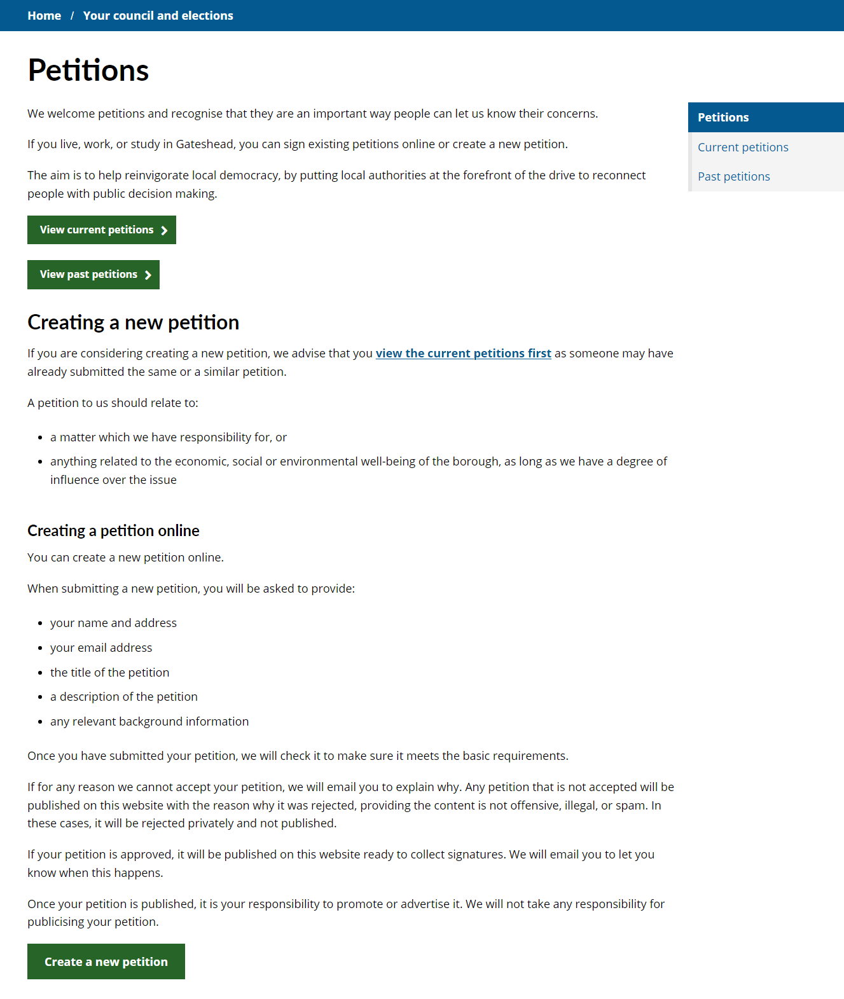 Home / Your council and elections
Petitions
We welcome petitions and recognise that they are an important way people can let us know their concerns.
If you live, work, or study in Gateshead, you can sign existing petitions online or create a new petition.
The aim is to help reinvigorate local democracy, by putting local authorities at the forefront of the drive to reconnect
people with public decision making.
View current petitions
View past petitions
Petitions
Current petitions
Past petitions
Creating a new petition
If you are considering creating a new petition, we advise that you view the current petitions first as someone may have
already submitted the same or a similar petition.
A petition to us should relate to:
• a matter which we have responsibility for, or
• anything related to the economic, social or environmental well-being of the borough, as long as we have a degree of
influence over the issue
Creating a petition online
You can create a new petition online.
When submitting a new petition, you will be asked to provide:
• your name and address
• your email address
• the title of the petition
• a description of the petition
• any relevant background information
Once you have submitted your petition, we will check it to make sure it meets the basic requirements.
If for any reason we cannot accept your petition, we will email you to explain why. Any petition that is not accepted will be
published on this website with the reason why it was rejected, providing the content is not offensive, illegal, or spam. In
these cases, it will be rejected privately and not published.
If your petition is approved, it will be published on this website ready to collect signatures. We will email you to let you
know when this happens.
Once your petition is published, it is your responsibility to promote or advertise it. We will not take any responsibility for
publicising your petition.
Create a new petition